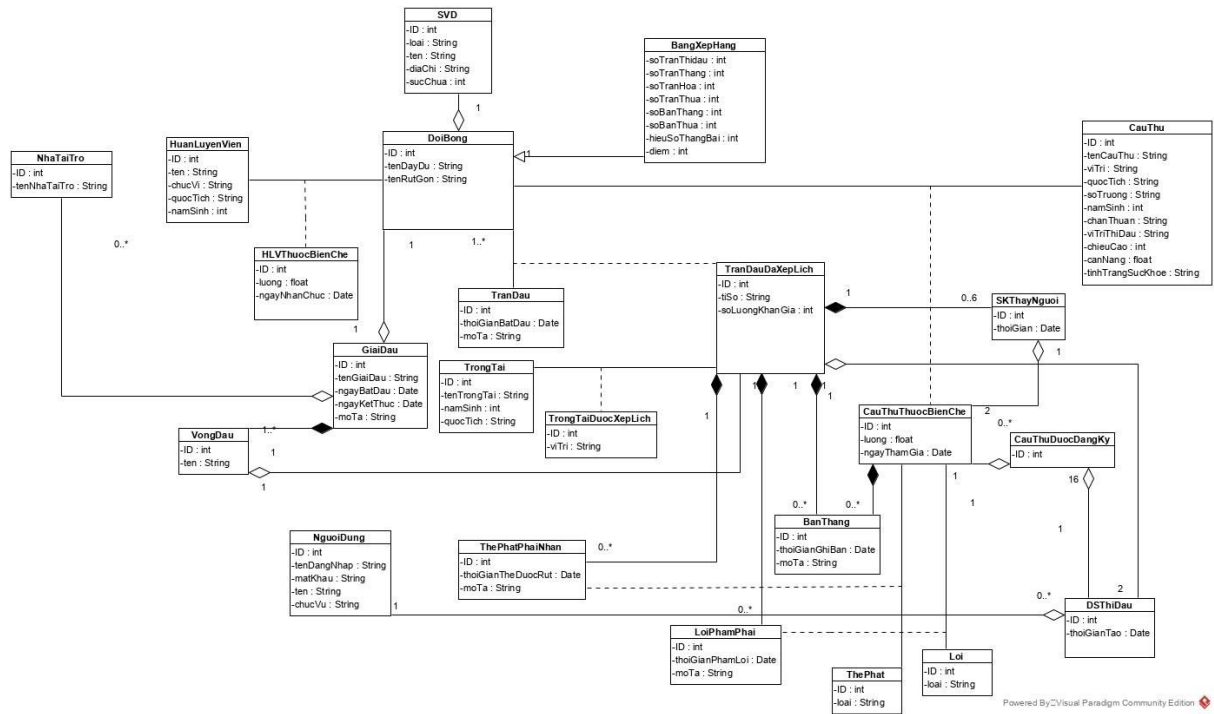 SVD
-ID : int
-loai : String
-ten : String
-diaChi : String
-sucChua : int
1
BangXepHang
-soTranThidau : int
-soTranThang : int
-soTranHoa : int
-soTranThua : int
-soBanThang : int
-soBanThua : int
-hieuSoThangBai : int
-diem : int
1
DoiBong
-ID : int
-tenDayDu : String
-tenRutGon : String
HuanLuyenVien
-ID : int
-ten : String
-chucVi : String
-quocTich : String
-namSinh : int
NhaTaiTro
-ID : int
-tenNhaTaiTro : String
0..*
CauThu
-ID : int
-tenCauThu : String
-viTri : String
-quocTich : String
-soTruong : String
-namSinh : int
-chanThuan : String
-viTriThiDau : String
-chieuCao : int
-canNang : float
-tinhTrangSucKhoe : String
HLVThuocBienChe
-ID : int
-luong : float
-ngayNhanChuc : Date
1
1..*
TranDau
-ID : int
-thoiGianBatDau : Date
-moTa : String
TranDauDaXepLich
-ID : int
-tiSo : String
-soLuongKhanGia : int
1
0..6
SKThayNguoi
-ID : int
-thoiGian : Date
1
2
1
GiaiDau
-ID : int
-tenGiaiDau : String
-ngayBatDau : Date
-ngayKetThuc : Date
-moTa : String
TrongTai
-ID : int
-tenTrongTai : String
-namSinh : int
-quocTich : String
TrongTaiDuocXepLich
-ID : int
-viTri : String
1
1
1
1
1
CauThuThuocBienChe
-ID : int
-luong : float
-ngayThamGia : Date
0..*
CauThuDuocDangKy
-ID : int
VongDau
-ID : int
-ten : String
1..*
1
1
1
1
16
1
0..*
0..*
BanThang
-ID : int
-thoiGianGhiBan : Date
-moTa : String
NguoiDung
-ID : int
-tenDangNhap : String
-matKhau : String
-ten : String
-chucVu : String
1
ThePhatPhaiNhan
-ID : int
-thoiGianTheDuocRut : Date
-moTa : String
0..*
0..*
0..*
2
DSThiDau
-ID : int
-thoiGianTao : Date
LoiPhamPhai
-ID : int
-thoiGianPhamLoi : Date
-moTa : String
ThePhat
-ID : int
-loai : String
Loi
-ID : int
-loai : String
Powered By Visual Paradigm Community Edition